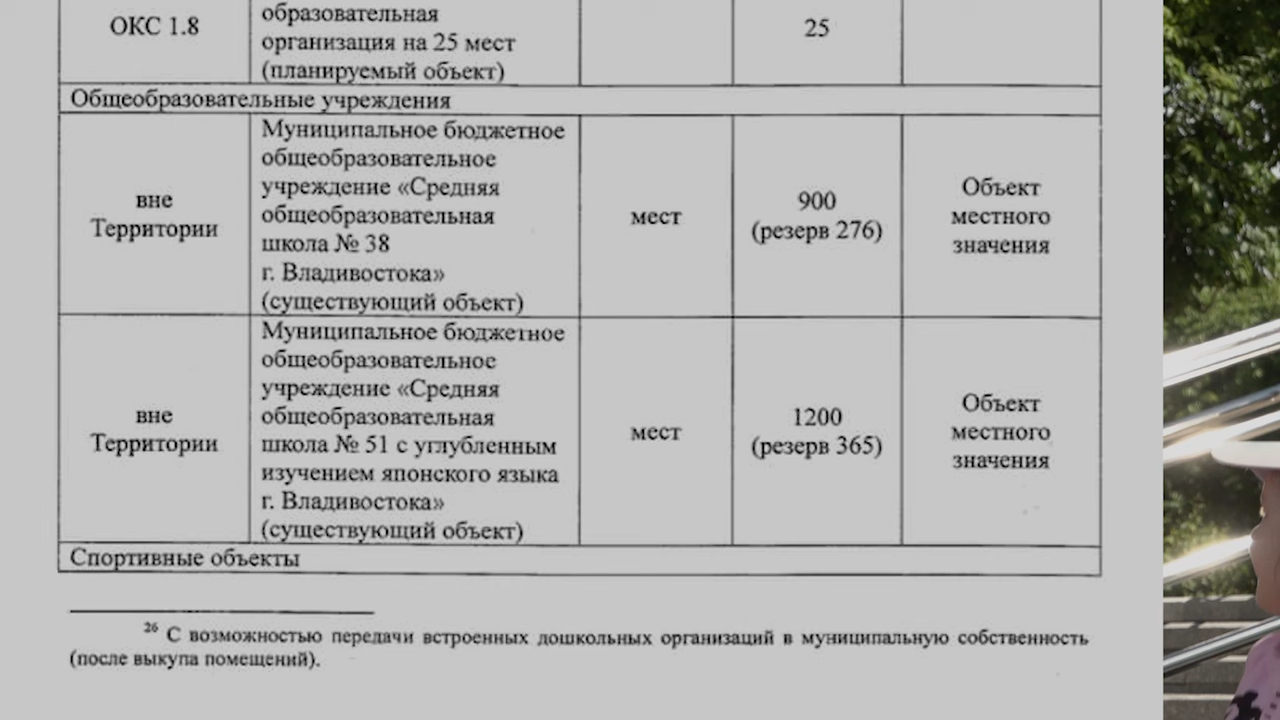 ОКС 1.8
образовательная
организация на 25 мест
(планируемый объект)
25
Общеобразовательные учреждения
вне
Территории
Муниципальное бюджетное
общеобразовательное
учреждение «Средняя
общеобразовательная
школа № 38
г. Владивостока»
(существующий объект)
мест
900
(резерв 276)
Объект
местного
значения
вне
Территории
Муниципальное бюджетное
общеобразовательное
учреждение «Средняя
общеобразовательная
школа № 51 с углубленным
изучением японского языка
г. Владивостока»
(существующий объект)
мест
1200
(резерв 365)
Объект
местного
значения
Спортивные объекты
26 С возможностью передачи встроенных дошкольных организаций в муниципальную собственность
(после выкупа помещений).